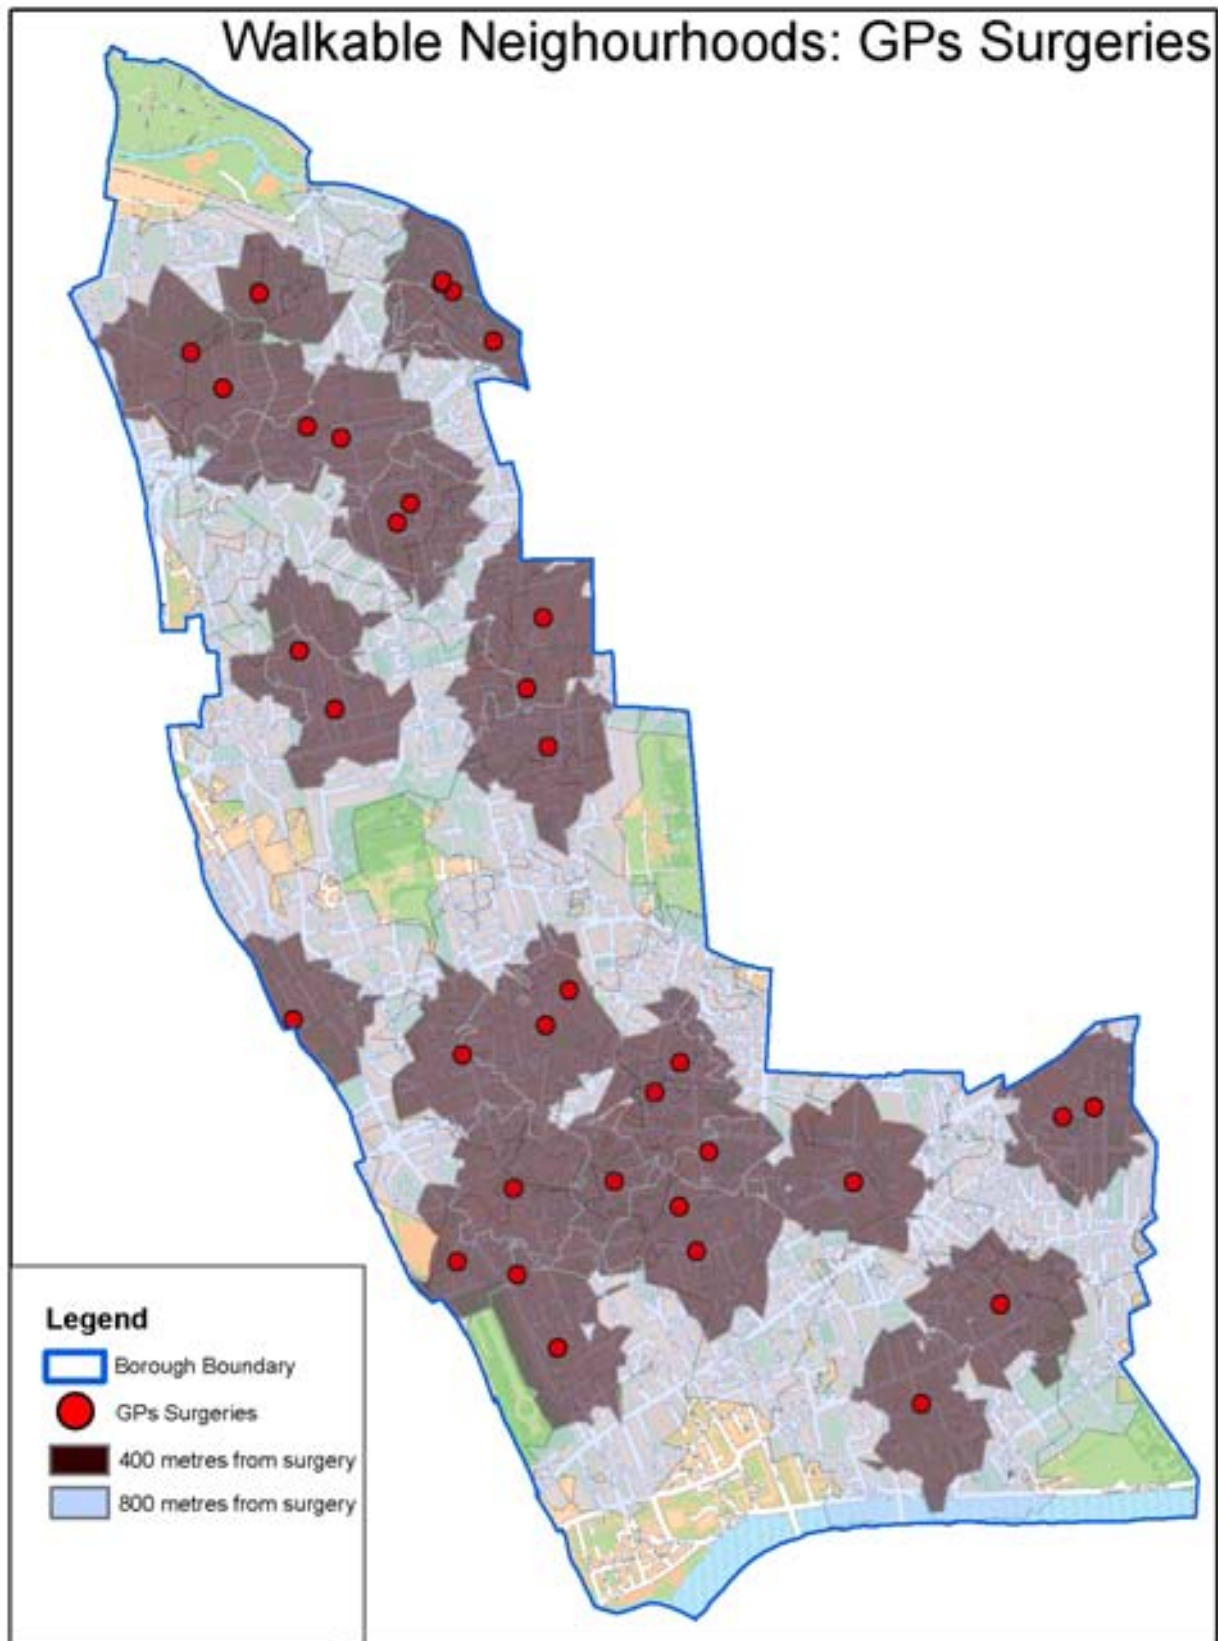 Walkable Neighourhoods: GPs Surgeries
Legend
Borough Boundary
GPs Surgeries
400 metres from surgery
800 metres from surgery